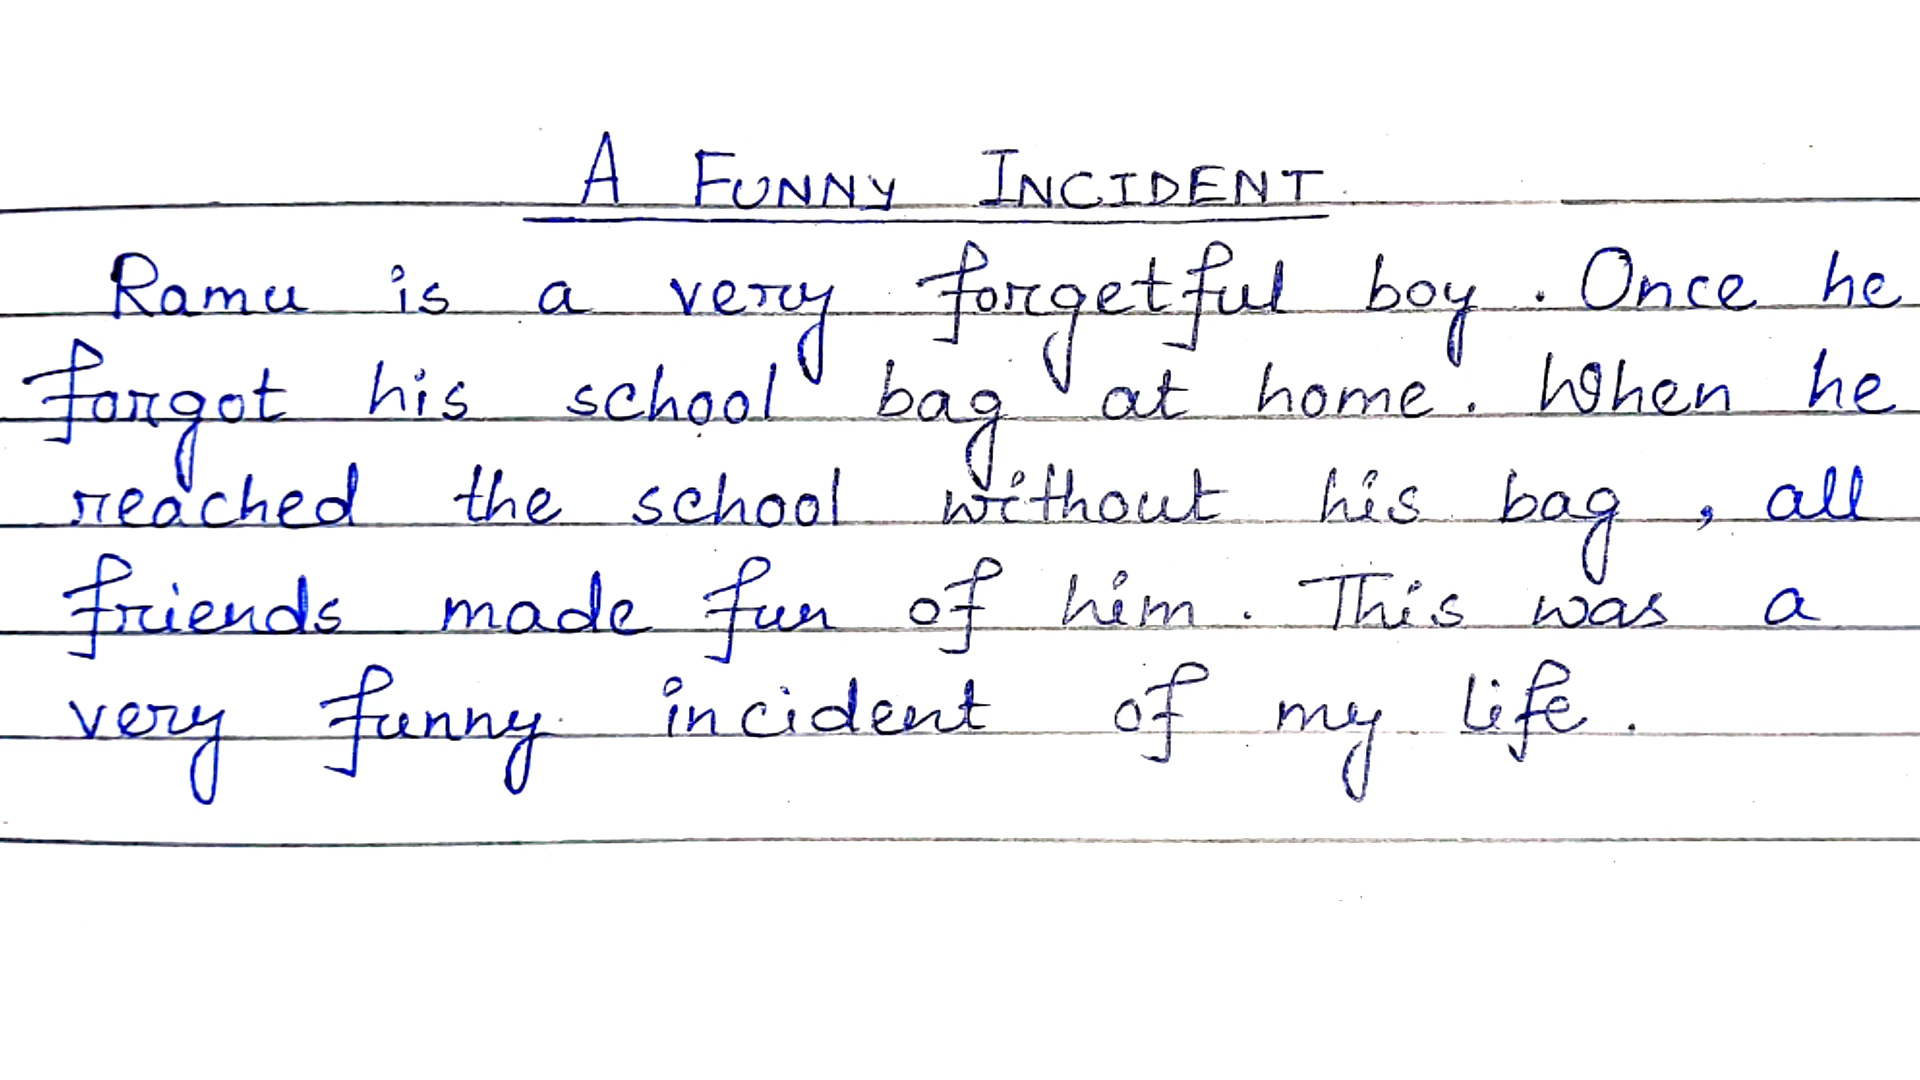 A FUNNY INCIDENT
Ramu is a very forgetful boy. Once he
forgot his school bag at home. When he
reached the school without his bag, all
friends made fun of him. This was a
very funny incident of my life.